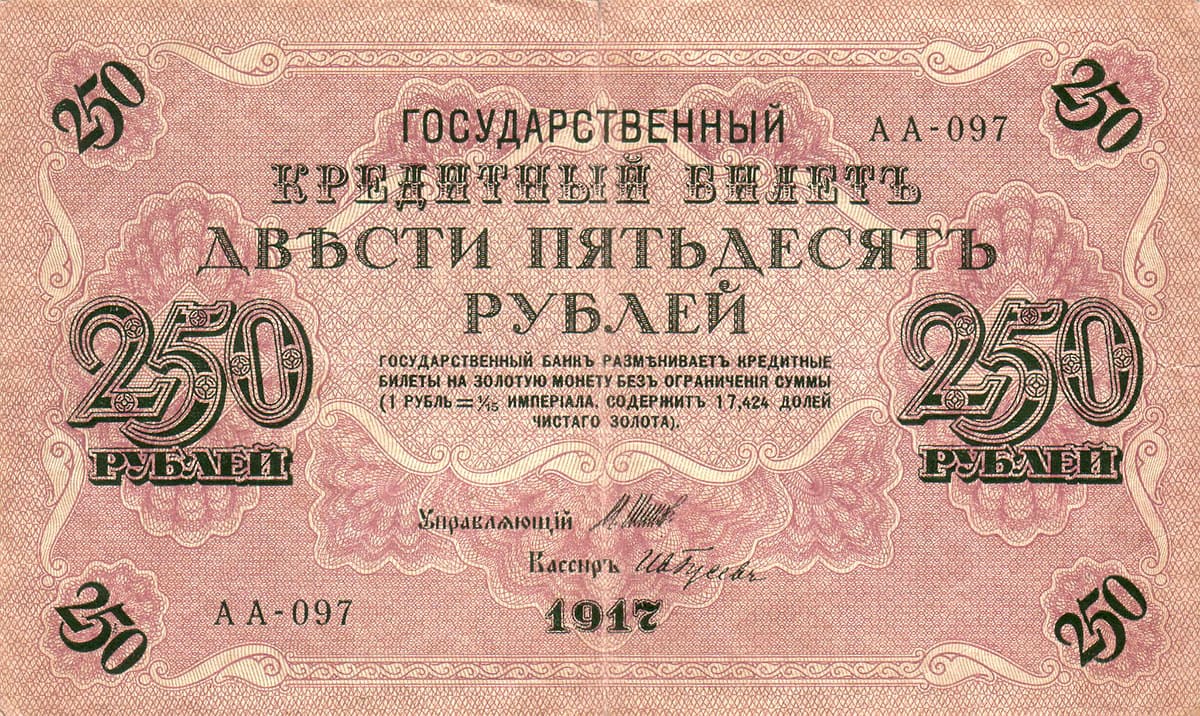 250
250
ГОСУДАРСТВЕННЫЙ
АА-097
КРЕДИТНЫЙ БИЛЕТЪ
ДВѢСТИ ПЯТЬДЕСЯТЪ
РУБЛЕЙ
250
РУБЛЕЙ
250
РУБЛЕЙ
ГОСУДАРСТВЕННЫЙ БАНКЪ РАЗМѢНИВАЕТЪ КРЕДИТНЫЕ
БИЛЕТЫ НА ЗОЛОТУЮ МОНЕТУ БЕЗЪ ОГРАНИЧЕНІЯ СУММЫ
(1 РУБЛЬ = 1/15 ИМПЕРІАЛА, СОДЕРЖИТЪ 17,424 ДОЛЕЙ
ЧИСТАГО ЗОЛОТА).
Управляющій
Кассиръ
АА-097
1917
250
250